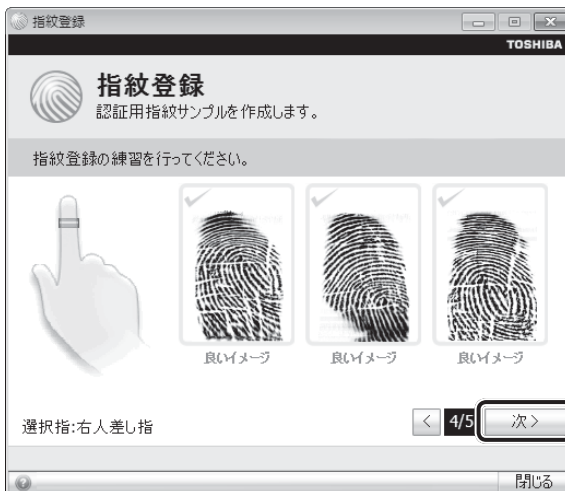 指紋登録
TOSHIBA
指紋登録
認証用指紋サンプルを作成します。
指紋登録の練習を行ってください。
良いイメージ
良いイメージ
良いイメージ
選択指:右人差し指
<
4/5
次>
?
閉じる